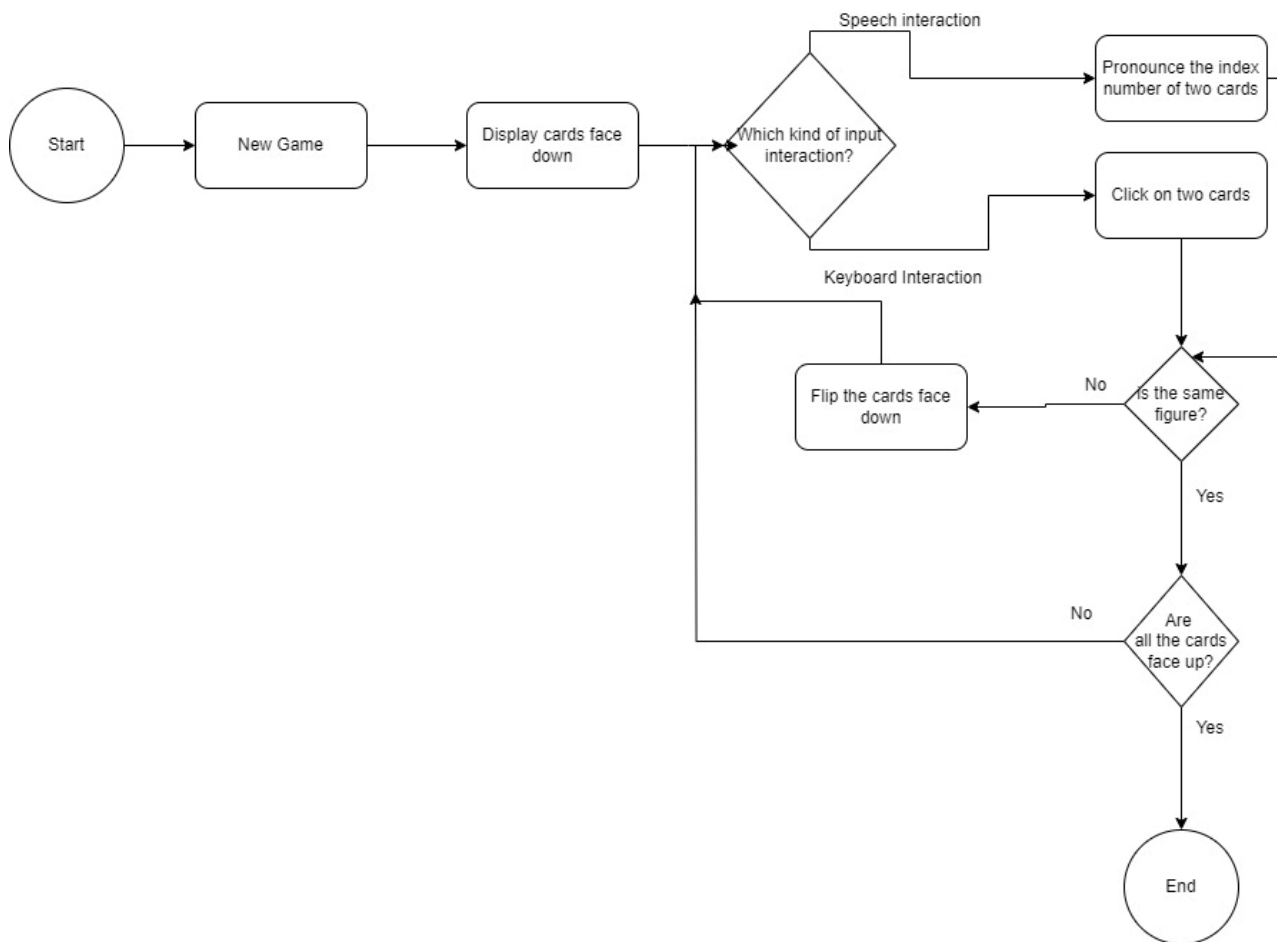 Speech interaction
Pronounce the index
number of two cards
Start
New Game
Display cards face
down
Which kind of input
interaction?
Click on two cards
Keyboard Interaction
Flip the cards face
down
No
is the same
figure?
Yes
No
Are
all the cards
face up?
Yes
End